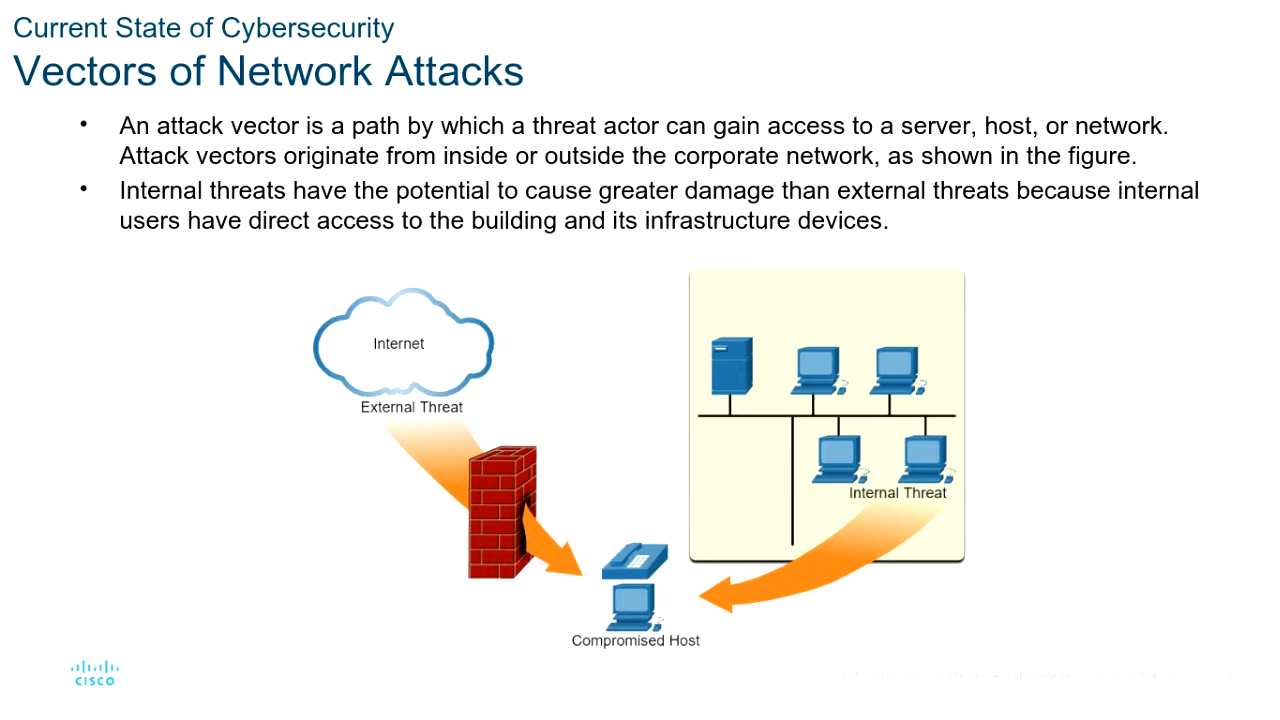 Current State of Cybersecurity
Vectors of Network Attacks
• An attack vector is a path by which a threat actor can gain access to a server, host, or network.
Attack vectors originate from inside or outside the corporate network, as shown in the figure.
• Internal threats have the potential to cause greater damage than external threats because internal
users have direct access to the building and its infrastructure devices.
Internet
External Threat
Internal Threat
Compromised Host
CISCO